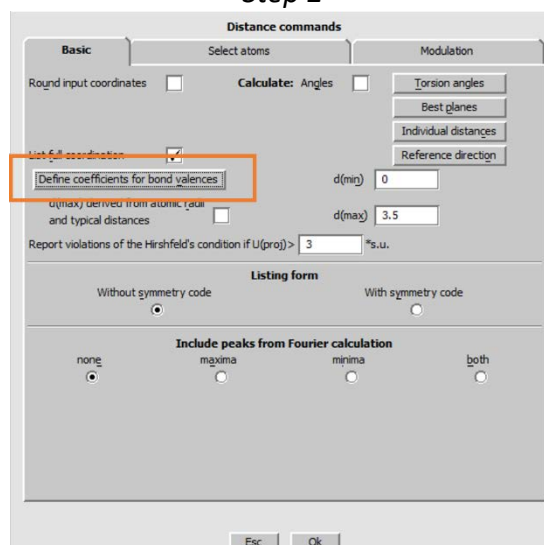 Step 2
Distance commands
Basic Select atoms Modulation
Round input coordinates Calculate: Angles Torsion angles
Best planes
Individual distances
List full coordination Reference direction
Define coefficients for bond valences d(min) 0
d(max) derived from atomic radii
and typical distances d(max) 3.5
Report violations of the Hirshfeld's condition if U(proj)> 3 *s.u.
Listing form
Without symmetry code With symmetry code
Include peaks from Fourier calculation
none maxima minima both
Esc Ok